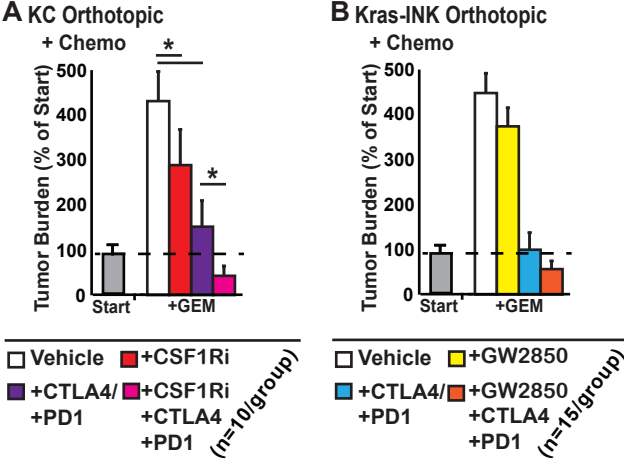 A KC Orthotopic
+ Chemo
Tumor Burden (% of Start)
500
400
300
200
100
0
*
*
Start
+GEM
Vehicle
+CSF1Ri
+CTLA4/
+PD1
+CSF1Ri
+CTLA4
+PD1
(n=10/group)
B Kras-INK Orthotopic
+ Chemo
Tumor Burden (% of Start)
500
400
300
200
100
0
Start
+GEM
Vehicle
+GW2850
+CTLA4/
+PD1
+GW2850
+CTLA4
+PD1
(n=15/group)